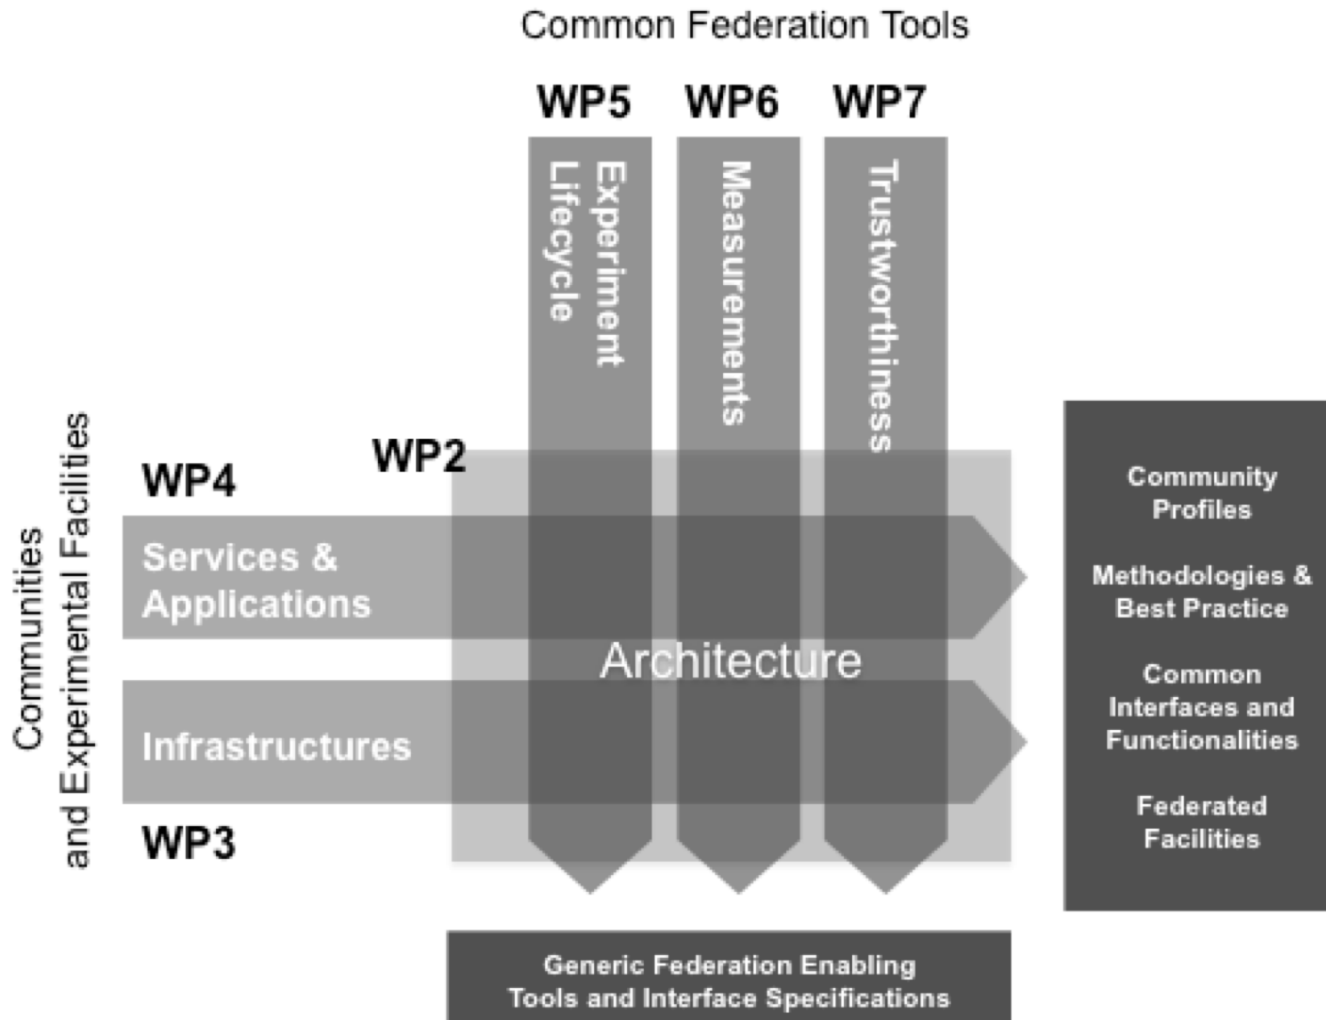 Common Federation Tools
WP5
WP6
WP7
Experiment
Lifecycle
Measurements
Trustworthiness
Communities
and Experimental Facilities
WP2
WP4
Services &
Applications
Architecture
Infrastructures
WP3
Community
Profiles
Methodologies &
Best Practice
Common
Interfaces and
Functionalities
Federated
Facilities
Generic Federation Enabling
Tools and Interface Specifications